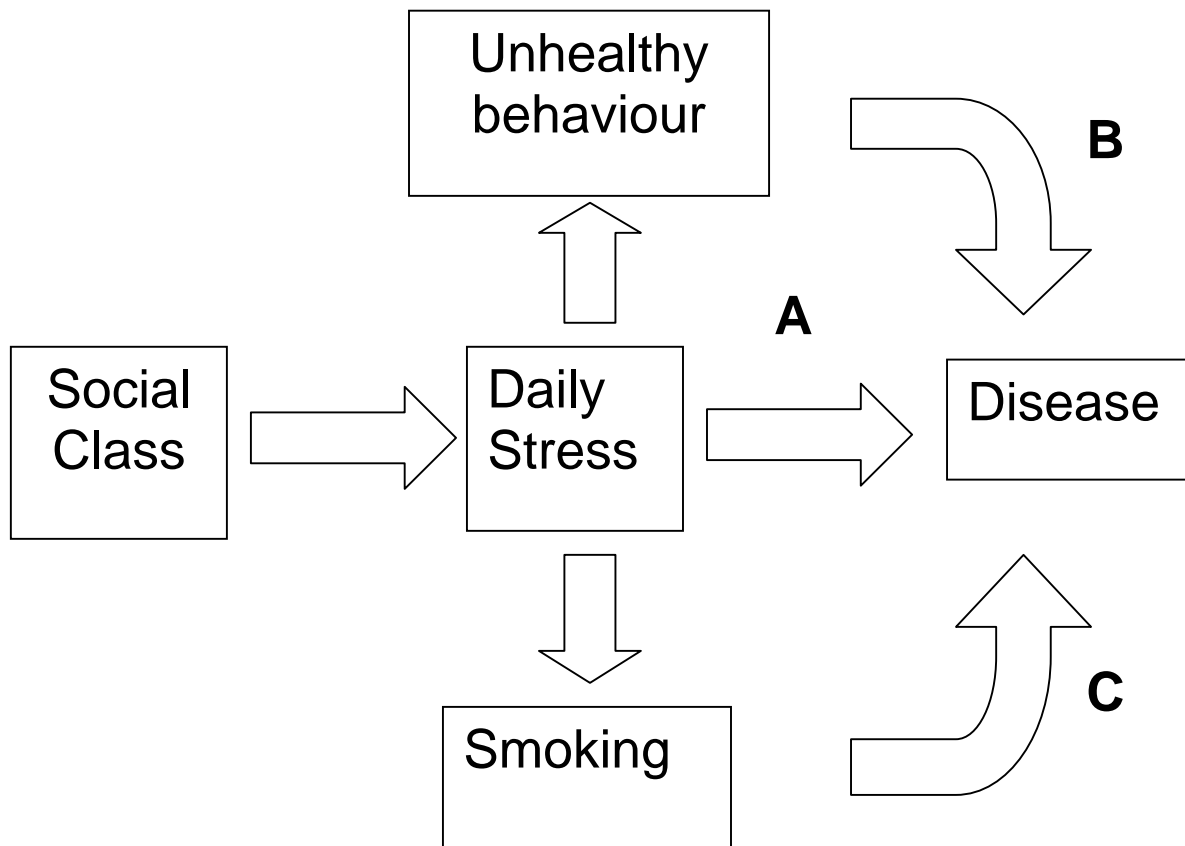 Unhealthy
behaviour
B
A
Social
Class
Daily
Stress
Disease
Smoking
C